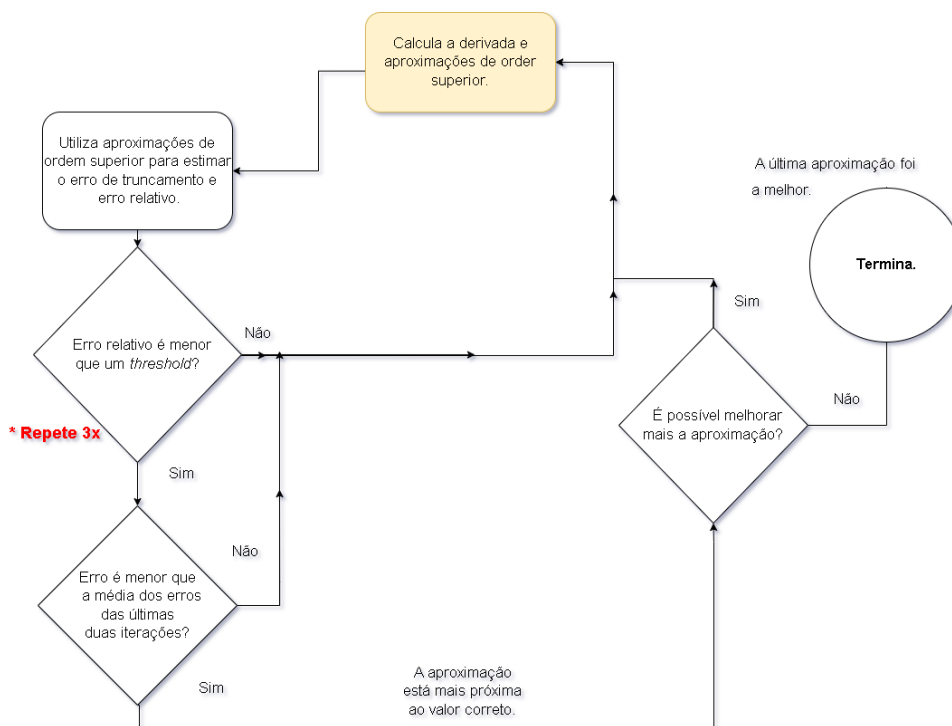 Calcula a derivada e
aproximações de order
superior.
Utiliza aproximações de
ordem superior para estimar
o erro de truncamento e
erro relativo.
A última aproximação foi
a melhor.
Termina.
Não
Sim
Erro relativo é menor
que um threshold?
Não
É possível melhorar
mais a aproximação?
* Repete 3x
Sim
Não
Erro é menor que
a média dos erros
das últimas
duas iterações?
Sim
A aproximação
está mais próxima
ao valor correto.